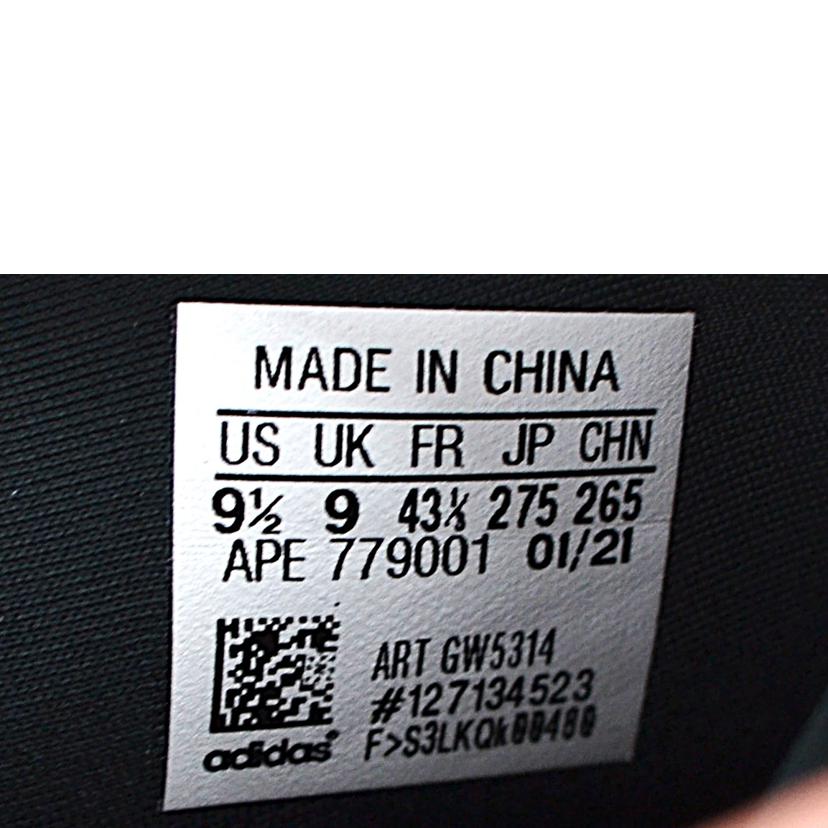 MADE IN CHINA
US UK FR JP CHN
9½ 9 43⅓ 275 265
APE 779001 01/21
ART GW5314
#127134523
adidas